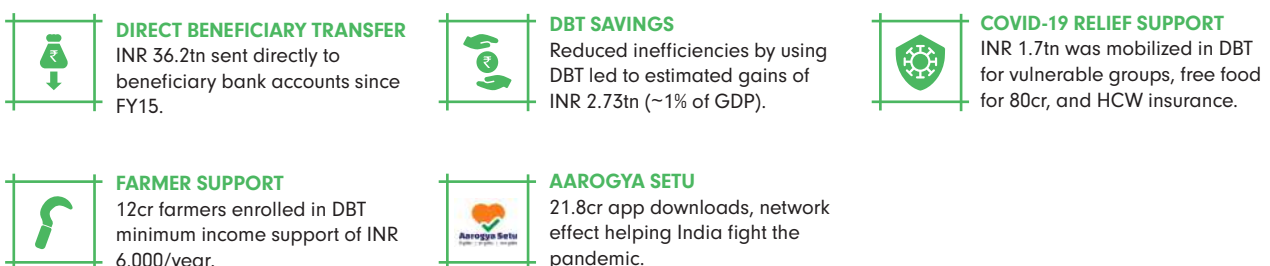 DIRECT BENEFICIARY TRANSFER
INR 36.2tn sent directly to
beneficiary bank accounts since
FY15.
DBT SAVINGS
Reduced inefficiencies by using
DBT led to estimated gains of
INR 2.73tn (~1% of GDP).
COVID-19 RELIEF SUPPORT
INR 1.7tn was mobilized in DBT
for vulnerable groups, free food
for 80cr, and HCW insurance.
FARMER SUPPORT
12cr farmers enrolled in DBT
minimum income support of INR
6,000/year.
Aarogya Setu
AAROGYA SETU
21.8cr app downloads, network
effect helping India fight the
pandemic.